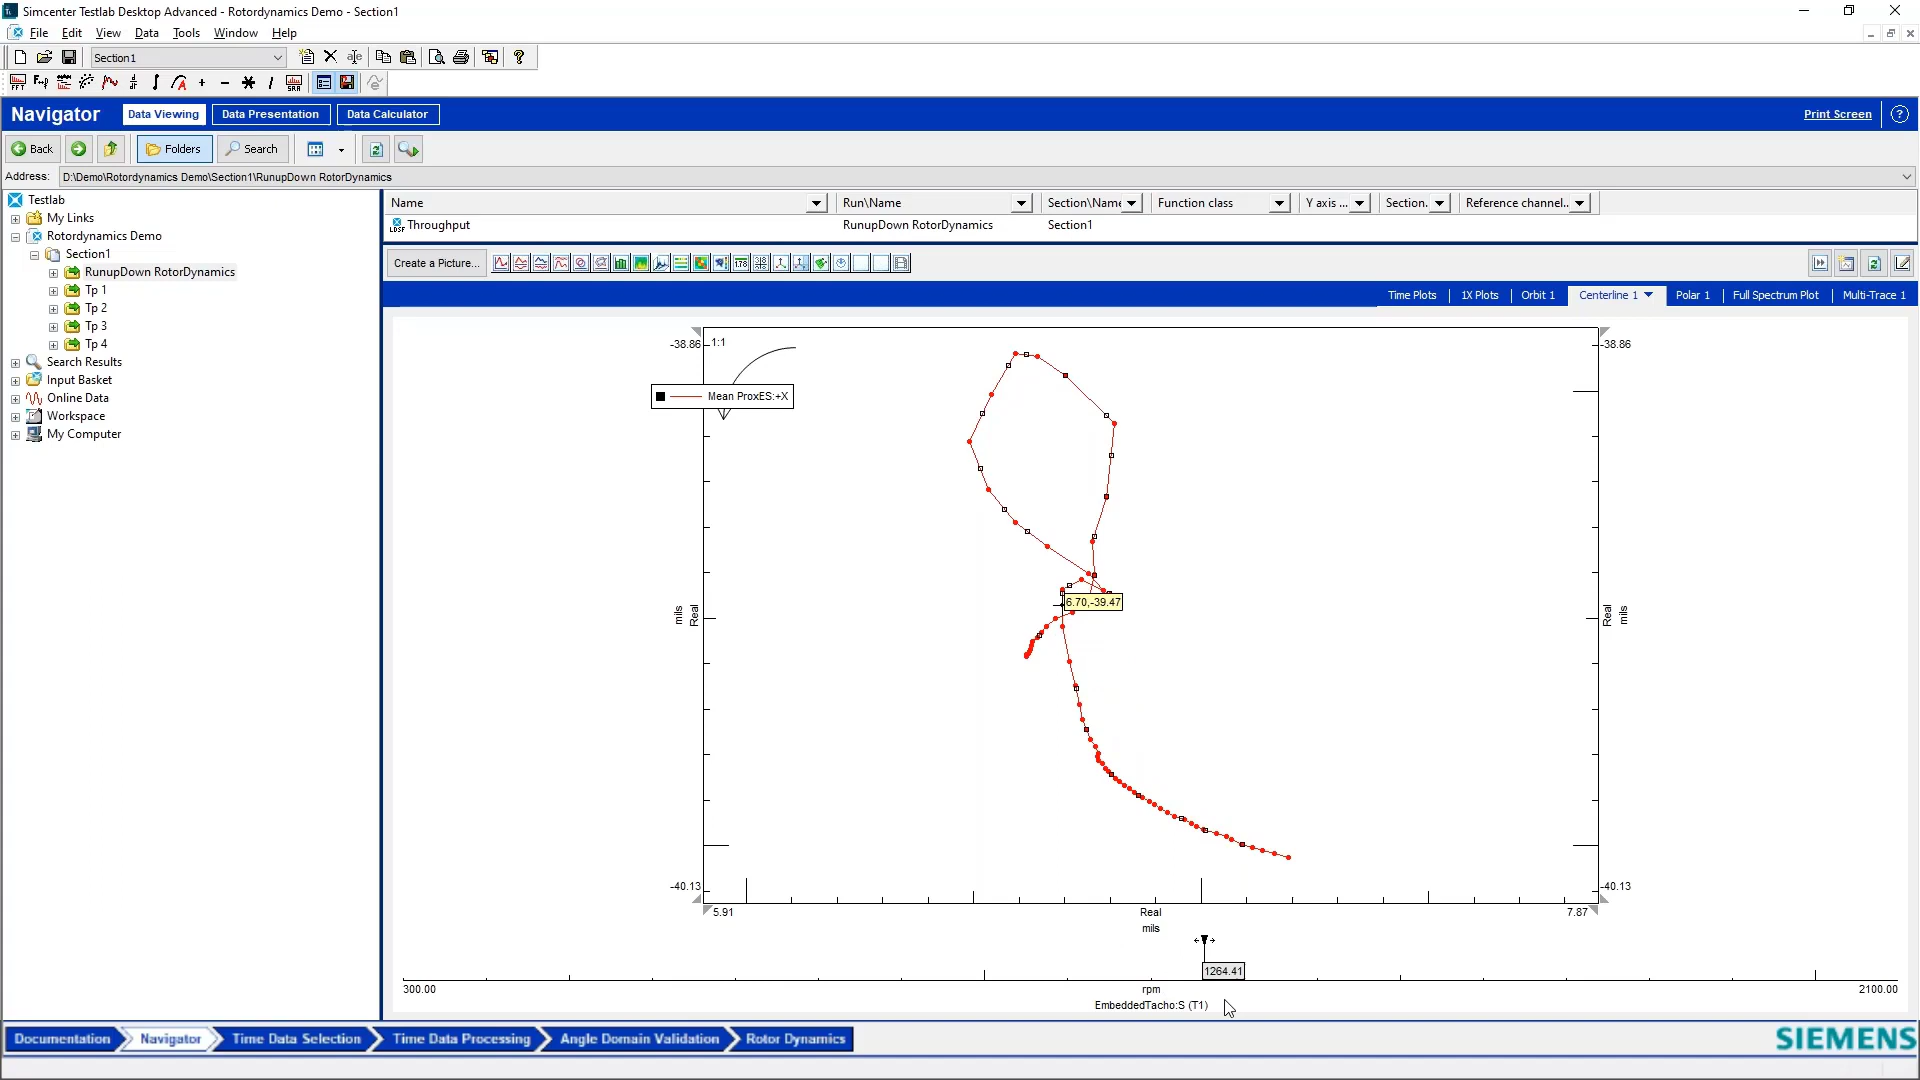 Simcenter Testlab Desktop Advanced - Rotordynamics Demo - Section1
File Edit View Data Tools Window Help
Section1
Navigator Data Viewing Data Presentation Data Calculator Print Screen
Back Folders Search
Address: D:\Demo\Rotordynamics Demo\Section1\RunupDown RotorDynamics
Testlab
My Links
Rotordynamics Demo
Section1
RunupDown RotorDynamics
Tp 1
Tp 2
Tp 3
Tp 4
Search Results
Input Basket
Online Data
Workspace
My Computer
Name Run\Name Section\Name Function class Y axis ... Section. Reference channel..
Throughput RunupDown RotorDynamics Section1
Create a Picture...
Time Plots 1X Plots Orbit 1 Centerline 1 Polar 1 Full Spectrum Plot Multi-Trace 1
-38.86 1:1 -38.86
Mean ProxES:+X
6.70,-39.47
mils Real Real mils
-40.13 -40.13
5.91 Real 7.87
mils
1264.41
300.00 rpm 2100.00
EmbeddedTacho:S (T1)
Documentation Navigator Time Data Selection Time Data Processing Angle Domain Validation Rotor Dynamics
SIEMENS